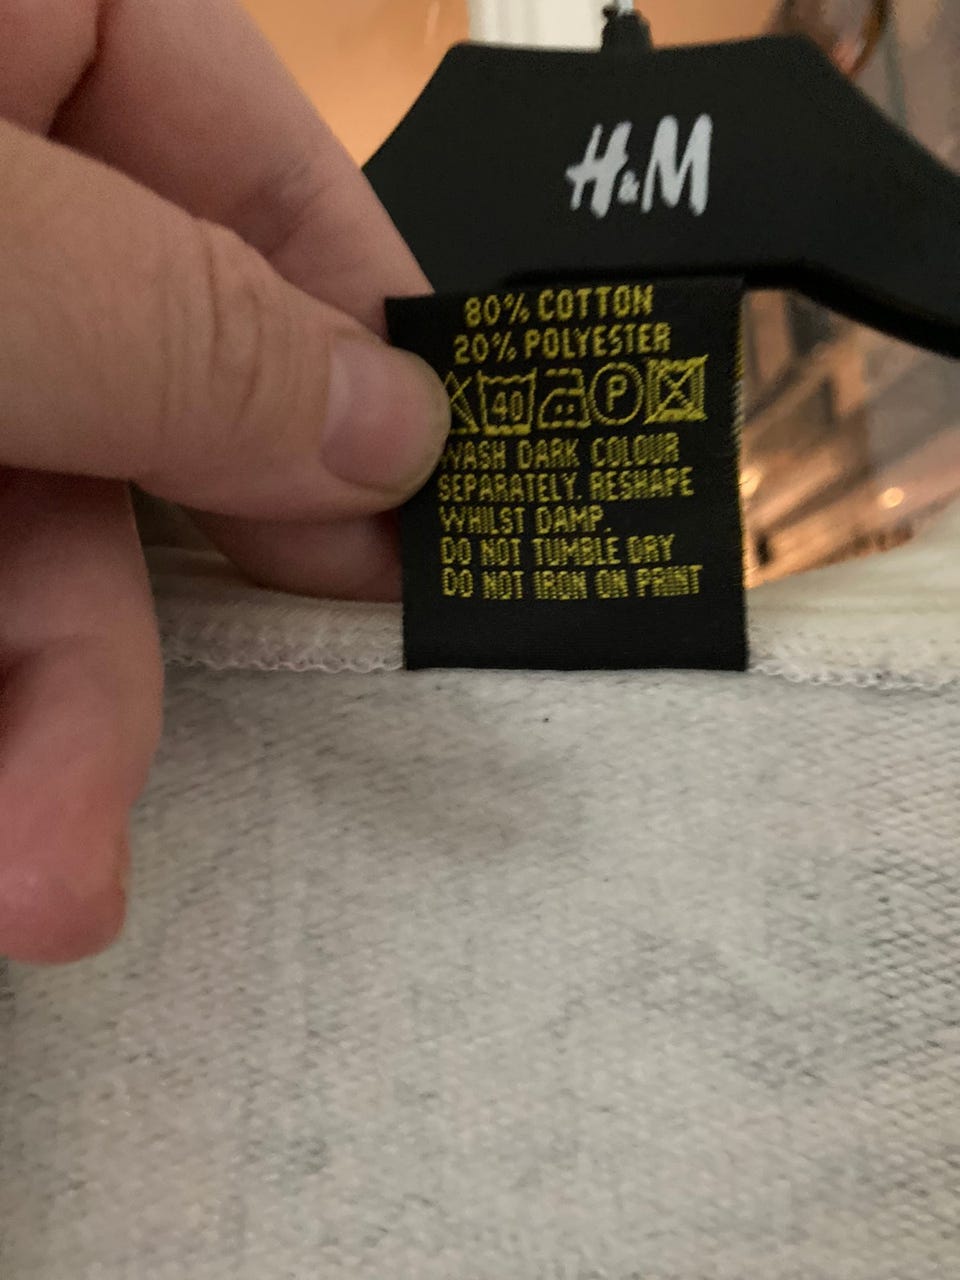 H&M
80% COTTON
20% POLYESTER
40 P
WASH DARK COLOUR
SEPARATELY. RESHAPE
WHILST DAMP.
DO NOT TUMBLE DRY
DO NOT IRON ON PRINT